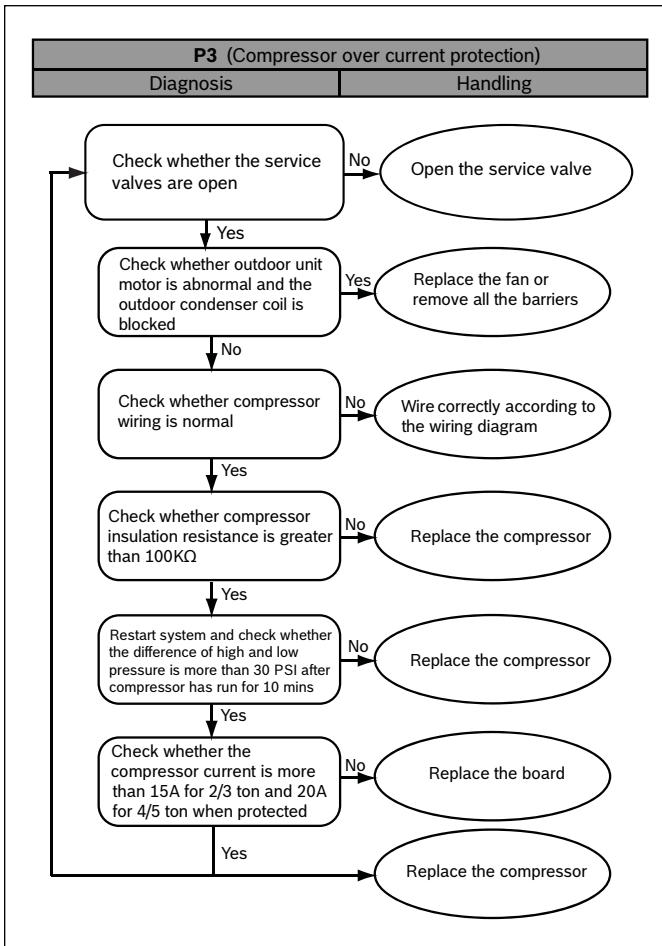 P3 (Compressor over current protection)
Diagnosis
Handling
Check whether the service
valves are open
No
Open the service valve
Yes
Check whether outdoor unit
motor is abnormal and the
outdoor condenser coil is
blocked
Yes
Replace the fan or
remove all the barriers
No
Check whether compressor
wiring is normal
No
Wire correctly according to
the wiring diagram
Yes
Check whether compressor
insulation resistance is greater
than 100KΩ
No
Replace the compressor
Yes
Restart system and check whether
the difference of high and low
pressure is more than 30 PSI after
compressor has run for 10 mins
No
Replace the compressor
Yes
Check whether the
compressor current is more
than 15A for 2/3 ton and 20A
for 4/5 ton when protected
No
Replace the board
Yes
Replace the compressor